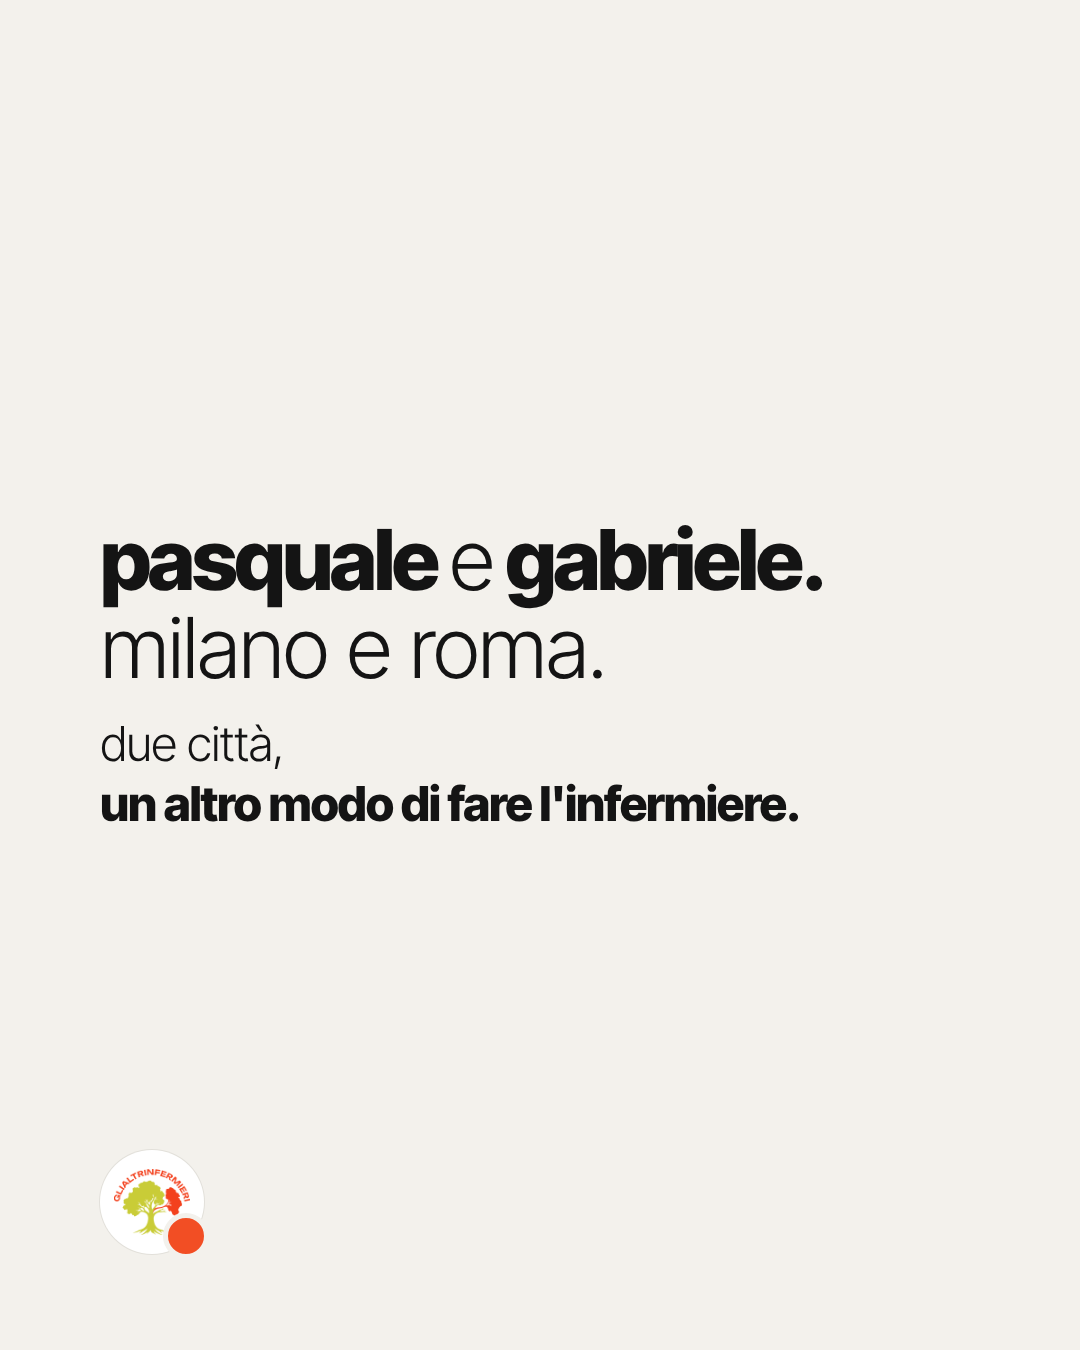 pasquale e gabriele.
milano e roma.
due città,
un altro modo di fare l'infermiere.
GLIALTRINFERMIERI